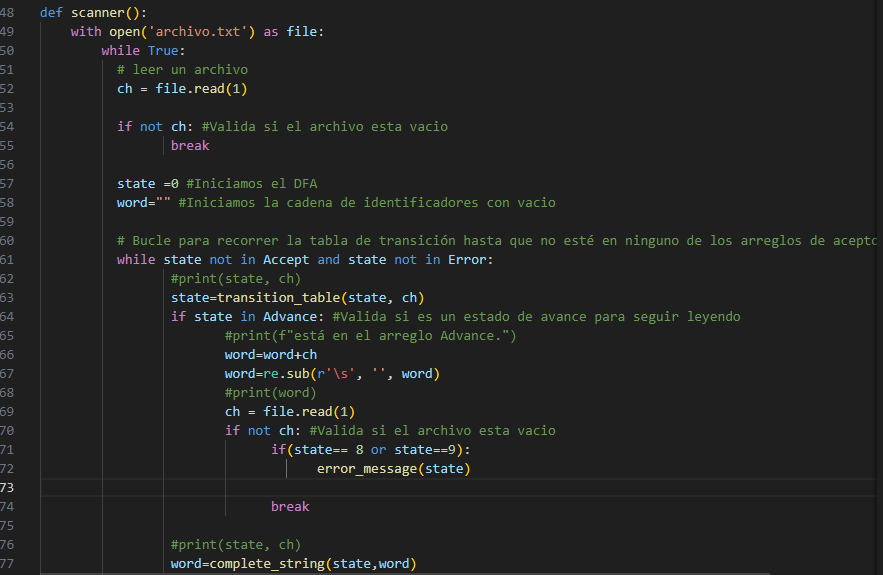 48 def scanner():
49 with open('archivo.txt') as file:
50 while True:
51 # leer un archivo
52 ch = file.read(1)
53
54 if not ch: #Valida si el archivo esta vacio
55 break
56
57 state =0 #Iniciamos el DFA
58 word="" #Iniciamos la cadena de identificadores con vacio
59
60 # Bucle para recorrer la tabla de transición hasta que no esté en ninguno de los arreglos de acepto
61 while state not in Accept and state not in Error:
62 #print(state, ch)
63 state=transition_table(state, ch)
64 if state in Advance: #Valida si es un estado de avance para seguir leyendo
65 #print(f"está en el arreglo Advance.")
66 word=word+ch
67 word=re.sub(r'\s', '', word)
68 #print(word)
69 ch = file.read(1)
70 if not ch: #Valida si el archivo esta vacio
71 if(state== 8 or state==9):
72 error_message(state)
73
74 break
75
76 #print(state, ch)
77 word=complete_string(state,word)